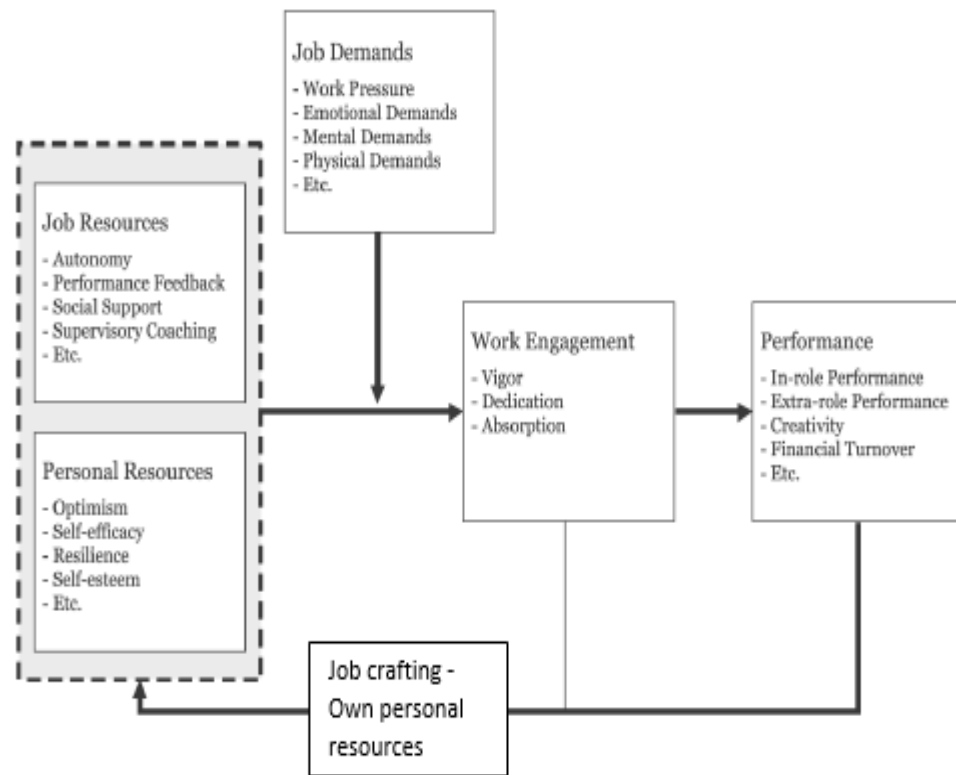 Job Demands
- Work Pressure
- Emotional Demands
- Mental Demands
- Physical Demands
- Etc.
Job Resources
- Autonomy
- Performance Feedback
- Social Support
- Supervisory Coaching
- Etc.
Personal Resources
- Optimism
- Self-efficacy
- Resilience
- Self-esteem
- Etc.
Work Engagement
- Vigor
- Dedication
- Absorption
Performance
- In-role Performance
- Extra-role Performance
- Creativity
- Financial Turnover
- Etc.
Job crafting -
Own personal
resources